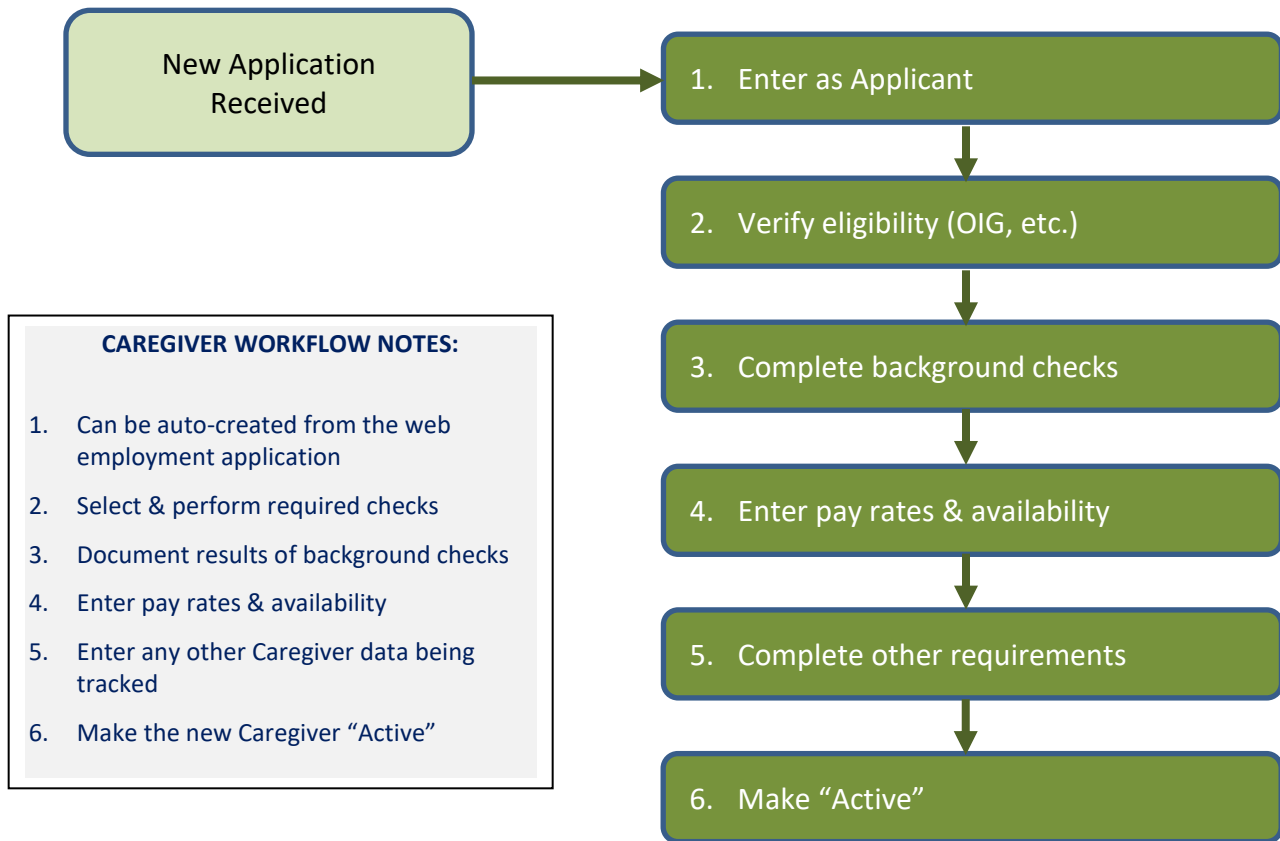 New Application
Received
1. Enter as Applicant
2. Verify eligibility (OIG, etc.)
3. Complete background checks
4. Enter pay rates & availability
5. Complete other requirements
6. Make “Active”
CAREGIVER WORKFLOW NOTES:
1. Can be auto-created from the web
employment application
2. Select & perform required checks
3. Document results of background checks
4. Enter pay rates & availability
5. Enter any other Caregiver data being
tracked
6. Make the new Caregiver “Active”